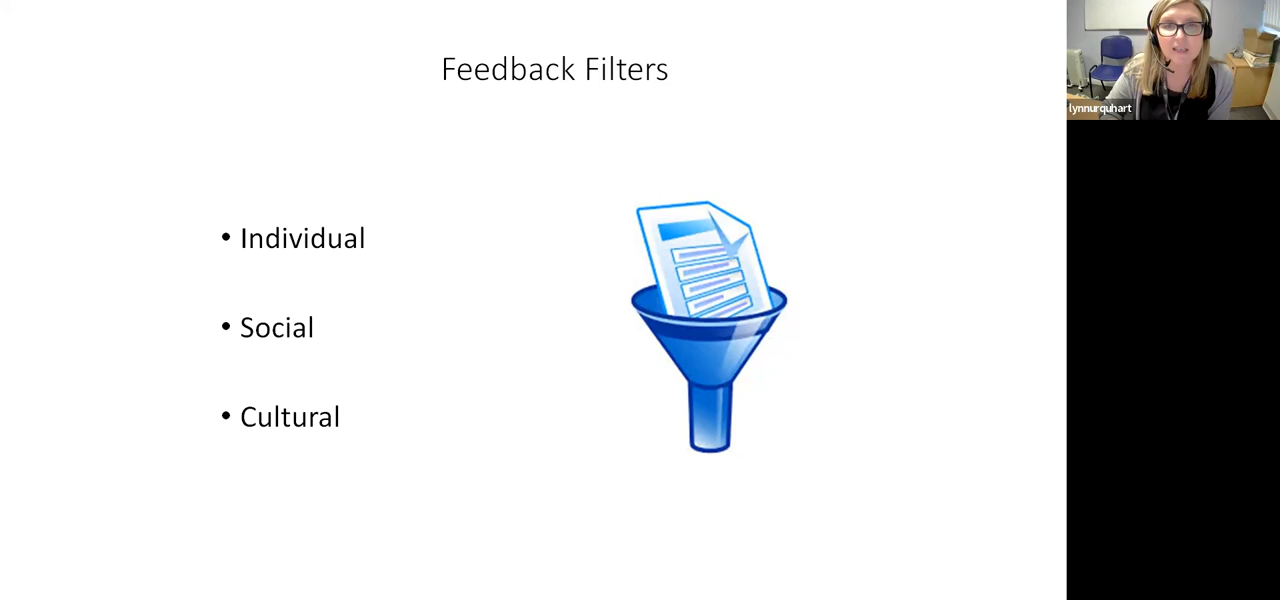 Feedback Filters
• Individual
• Social
• Cultural
lynnurquhart